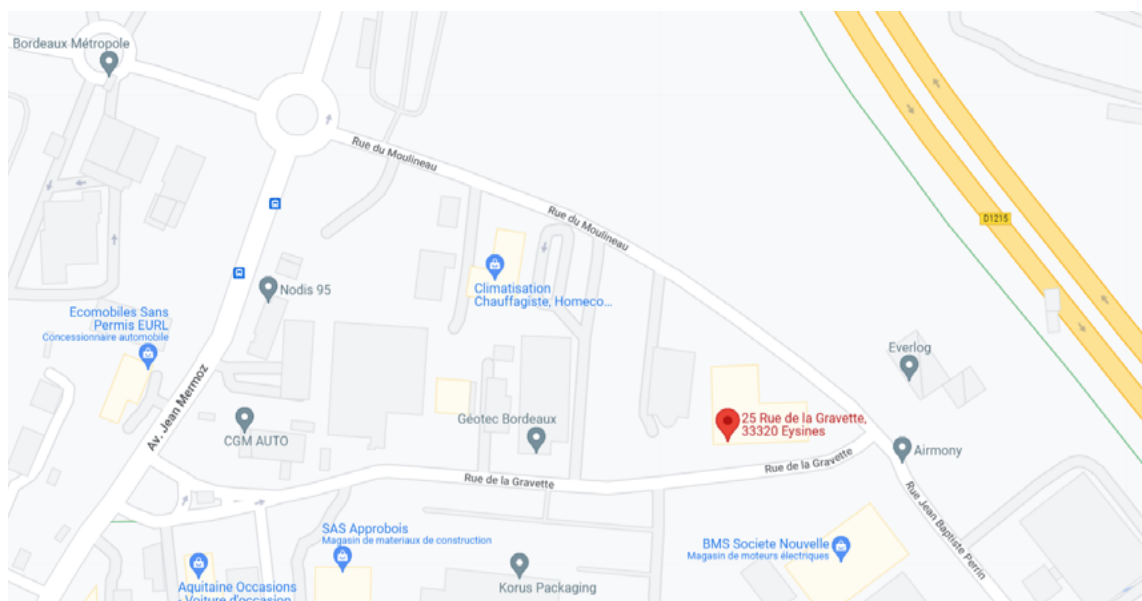 Bordeaux Métropole
Rue du Moulineau
Rue du Moulineau
D1215
Climatisation
Chauffagiste, Homeco...
Nodis 95
Ecomobiles Sans
Permis EURL
Concessionnaire automobile
Everlog
Av. Jean Mermoz
CGM AUTO
Géotec Bordeaux
25 Rue de la Gravette,
33320 Eysines
Airmony
Rue de la Gravette
Rue de la Gravette
Rue Jean Baptiste Perrin
SAS Approbois
Magasin de materiaux de construction
BMS Societe Nouvelle
Magasin de moteurs électriques
Aquitaine Occasions
- Voiture d'occasion
Korus Packaging